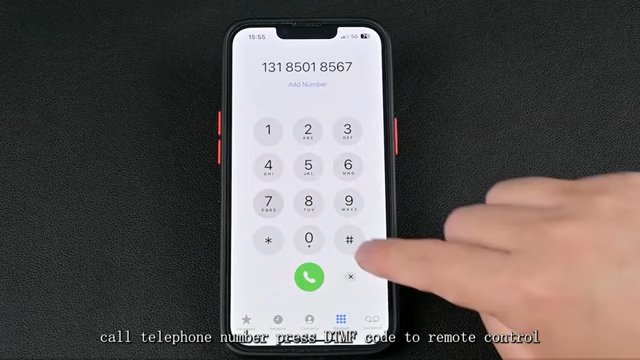 15:55
5G
131 8501 8567
Add Number
1
2
ABC
3
DEF
4
GHI
5
JKL
6
MNO
7
PQRS
8
TUV
9
WXYZ
*
0
+
#
call telephone number press DTMF code to remote control